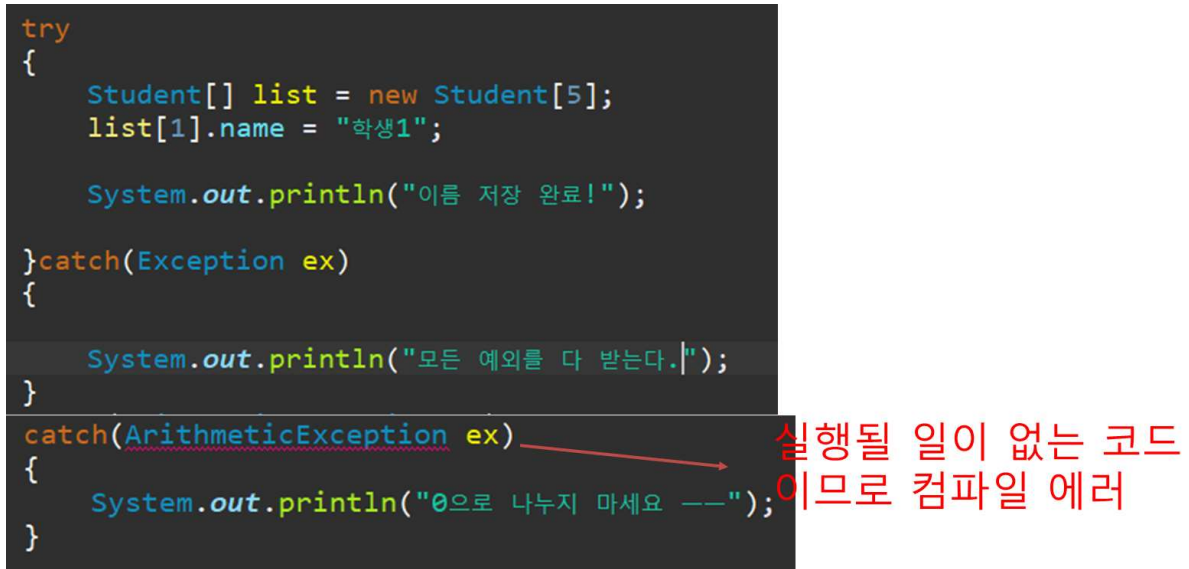 try
{
    Student[] list = new Student[5];
    list[1].name = "학생1";
    System.out.println("이름 저장 완료!");
}catch(Exception ex)
{
    System.out.println("모든 예외를 다 받는다.");
}
catch(ArithmeticException ex)
{
    System.out.println("0으로 나누지 마세요 ——");
}
실행될 일이 없는 코드
이므로 컴파일 에러